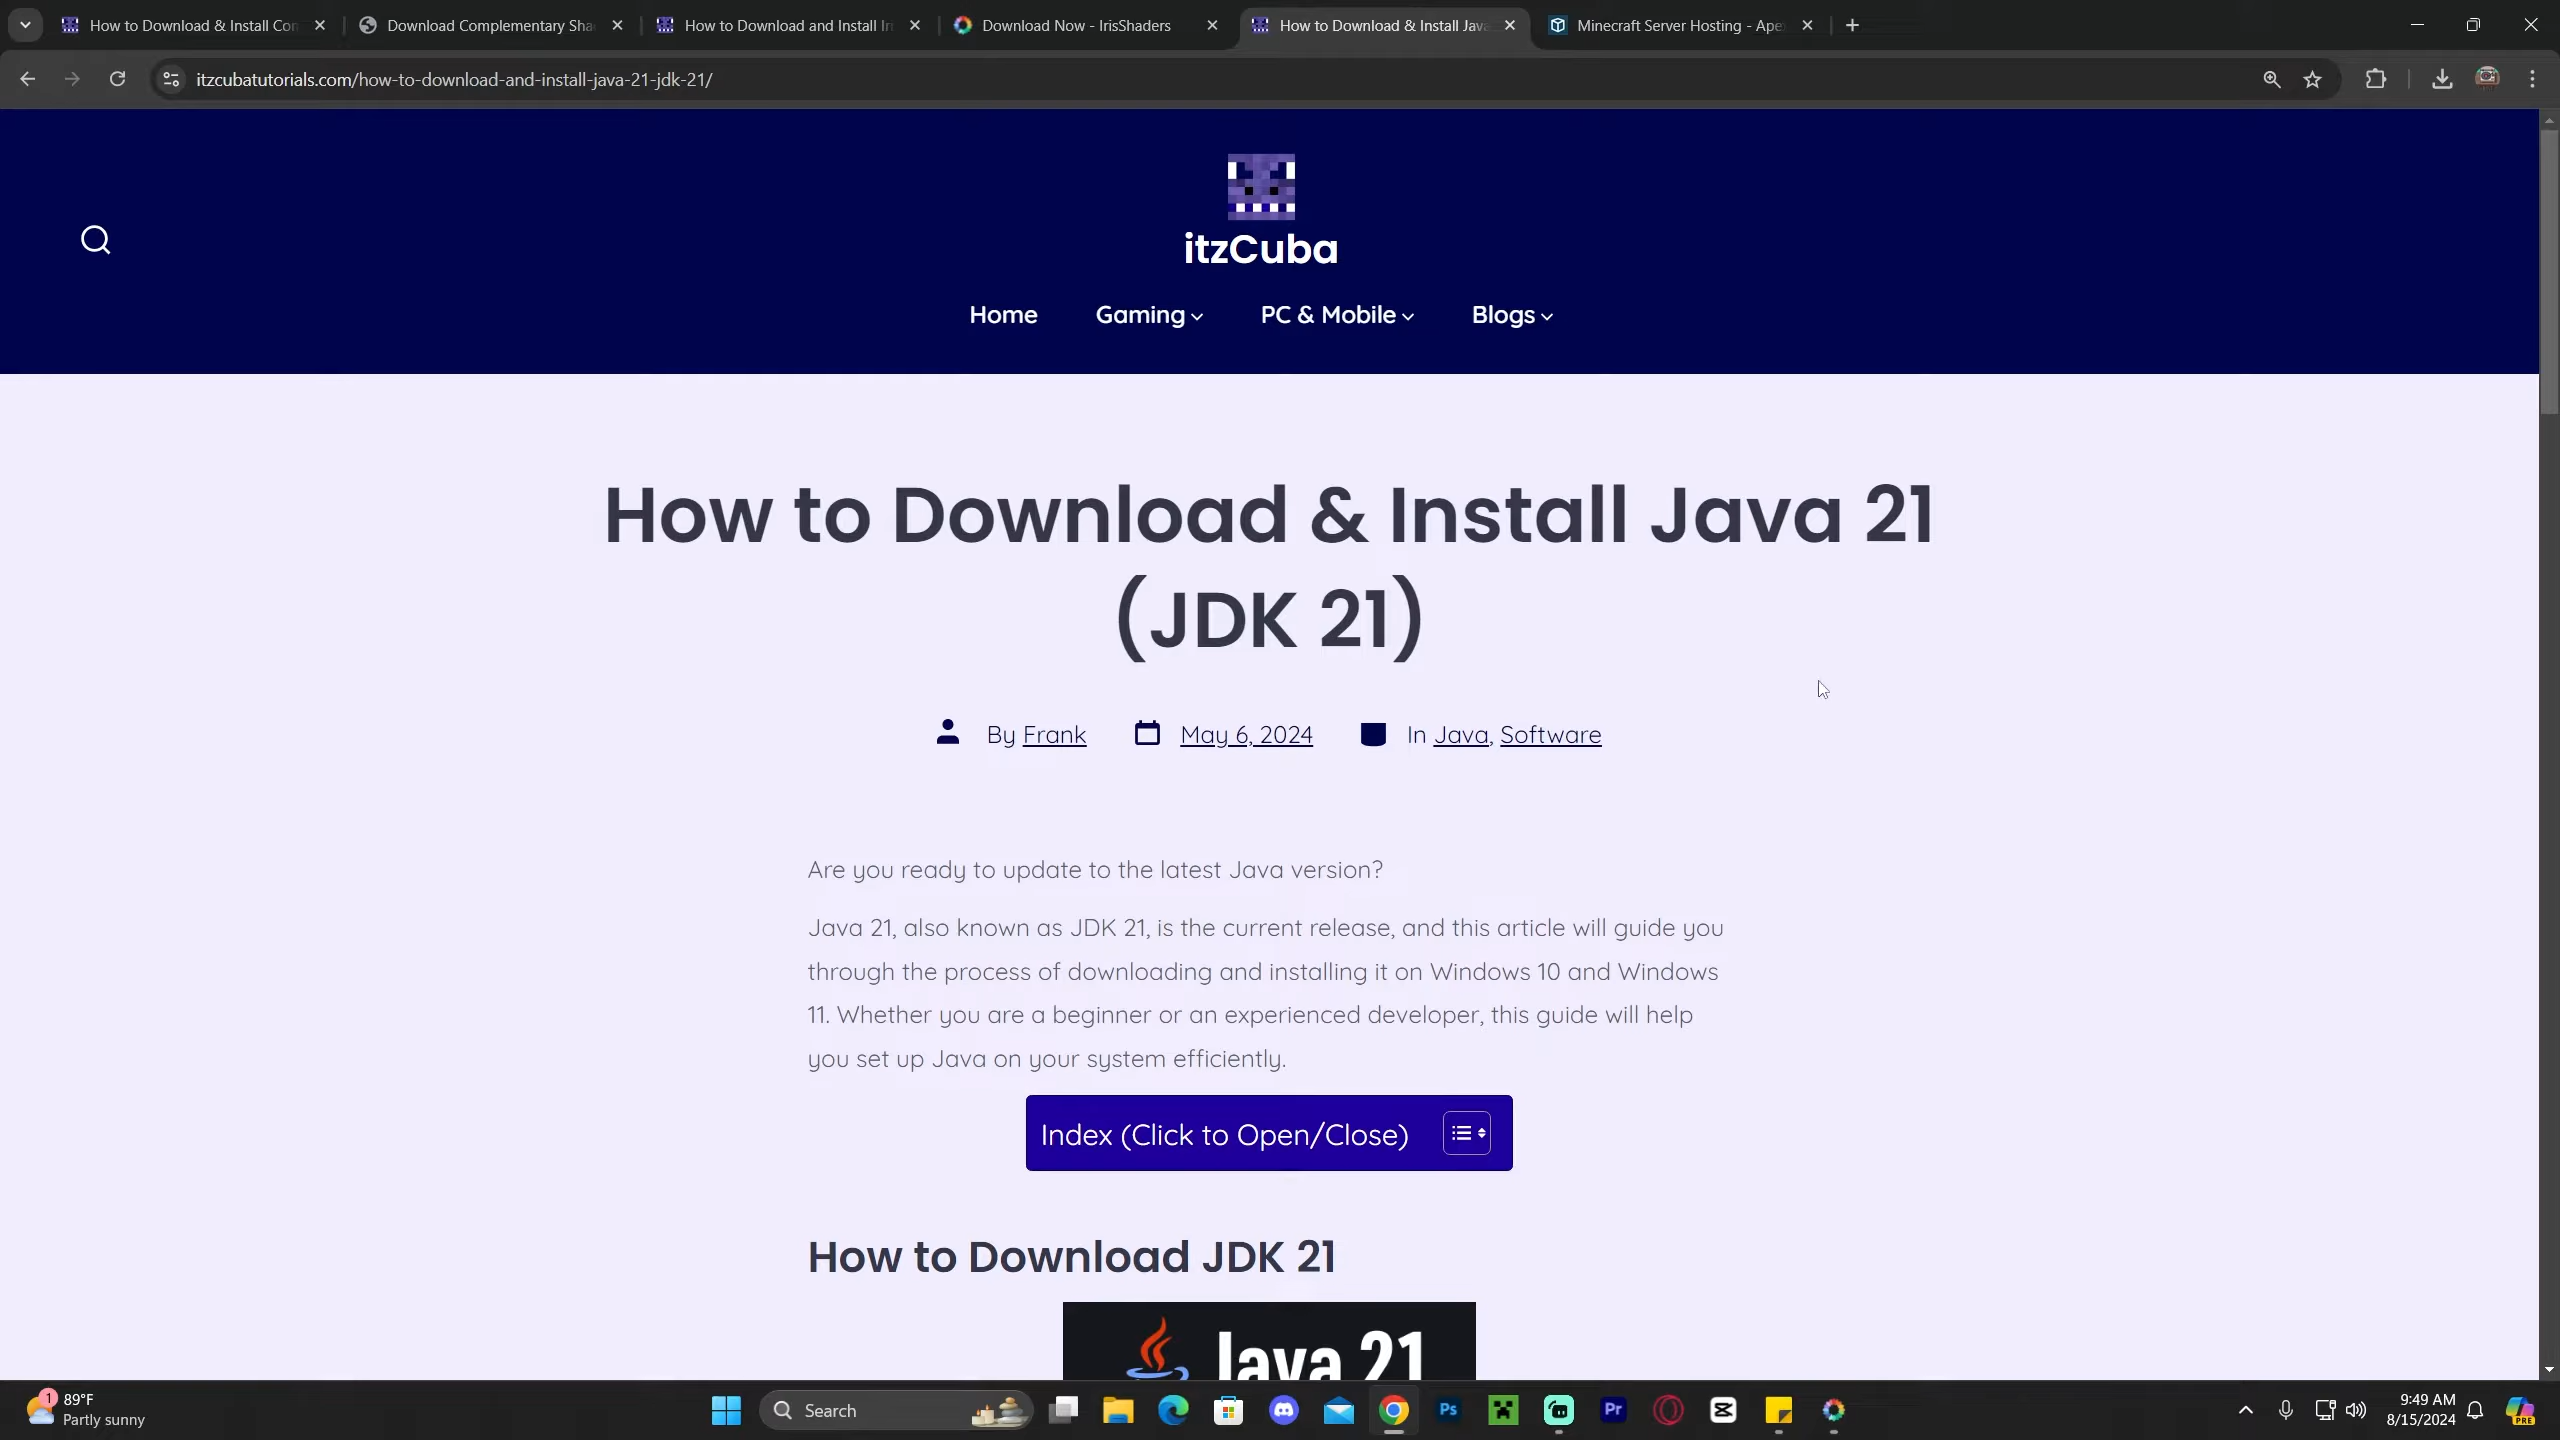 How to Download & Install Con
Download Complementary Sha
How to Download and Install Iri
Download Now - IrisShaders
How to Download & Install Java
Minecraft Server Hosting - Ape
itzcubatutorials.com/how-to-download-and-install-java-21-jdk-21/
itzCuba
Home
Gaming
PC & Mobile
Blogs
How to Download & Install Java 21
(JDK 21)
By Frank
May 6, 2024
In Java, Software
Are you ready to update to the latest Java version?
Java 21, also known as JDK 21, is the current release, and this article will guide you
through the process of downloading and installing it on Windows 10 and Windows
11. Whether you are a beginner or an experienced developer, this guide will help
you set up Java on your system efficiently.
Index (Click to Open/Close)
How to Download JDK 21
Java 21
1
89°F
Partly sunny
Search
Ps
Pr
9:49 AM
8/15/2024
PRE